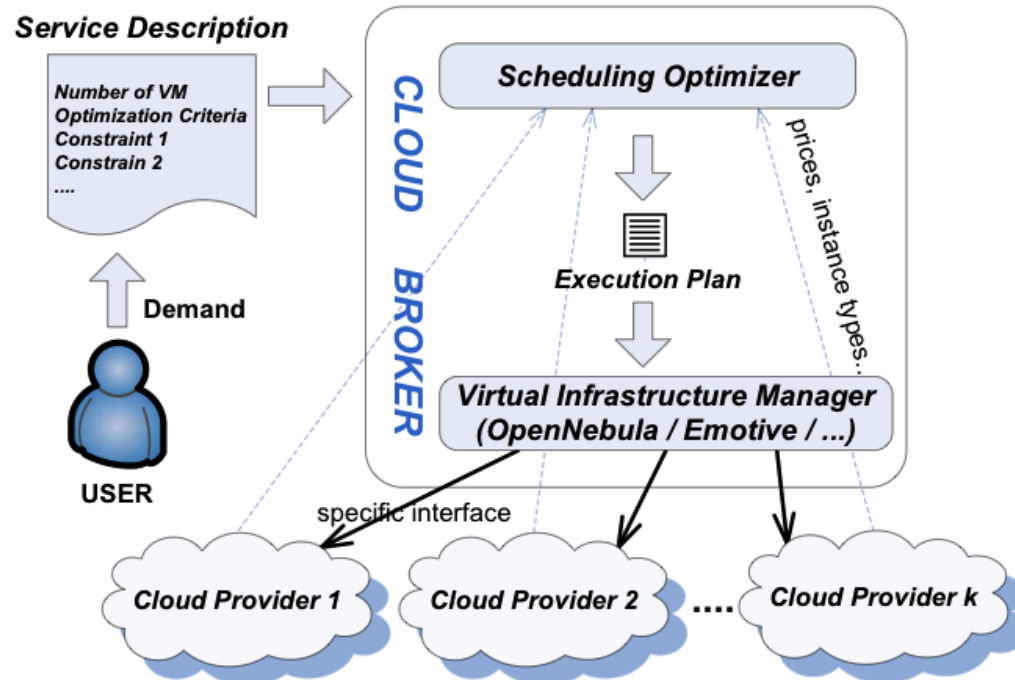 Service Description
Number of VM
Optimization Criteria
Constraint 1
Constrain 2
....
Demand
USER
CLOUD BROKER
Scheduling Optimizer
Execution Plan
prices, instance types...
Virtual Infrastructure Manager
(OpenNebula / Emotive / ...)
specific interface
Cloud Provider 1
Cloud Provider 2
....
Cloud Provider k